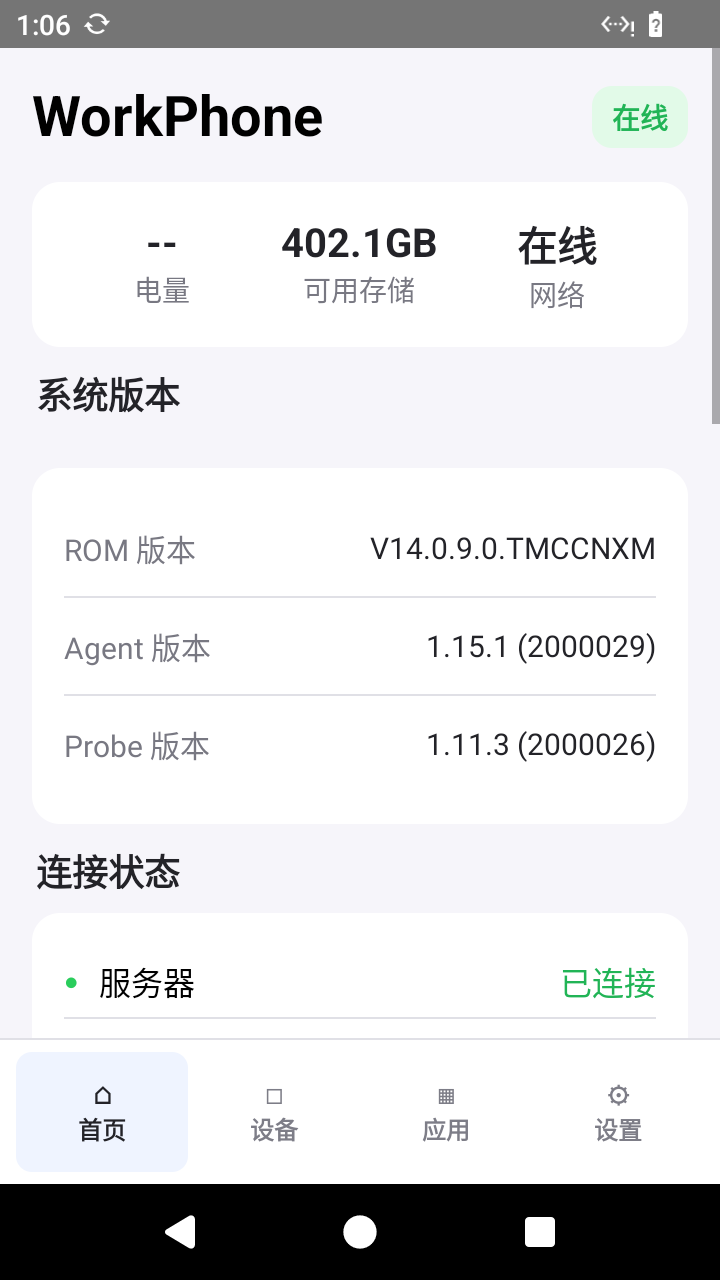 1:06
WorkPhone
在线
--
402.1GB
在线
电量
可用存储
网络
系统版本
ROM 版本
V14.0.9.0.TMCCNXM
Agent 版本
1.15.1 (2000029)
Probe 版本
1.11.3 (2000026)
连接状态
服务器
已连接
首页
设备
应用
设置